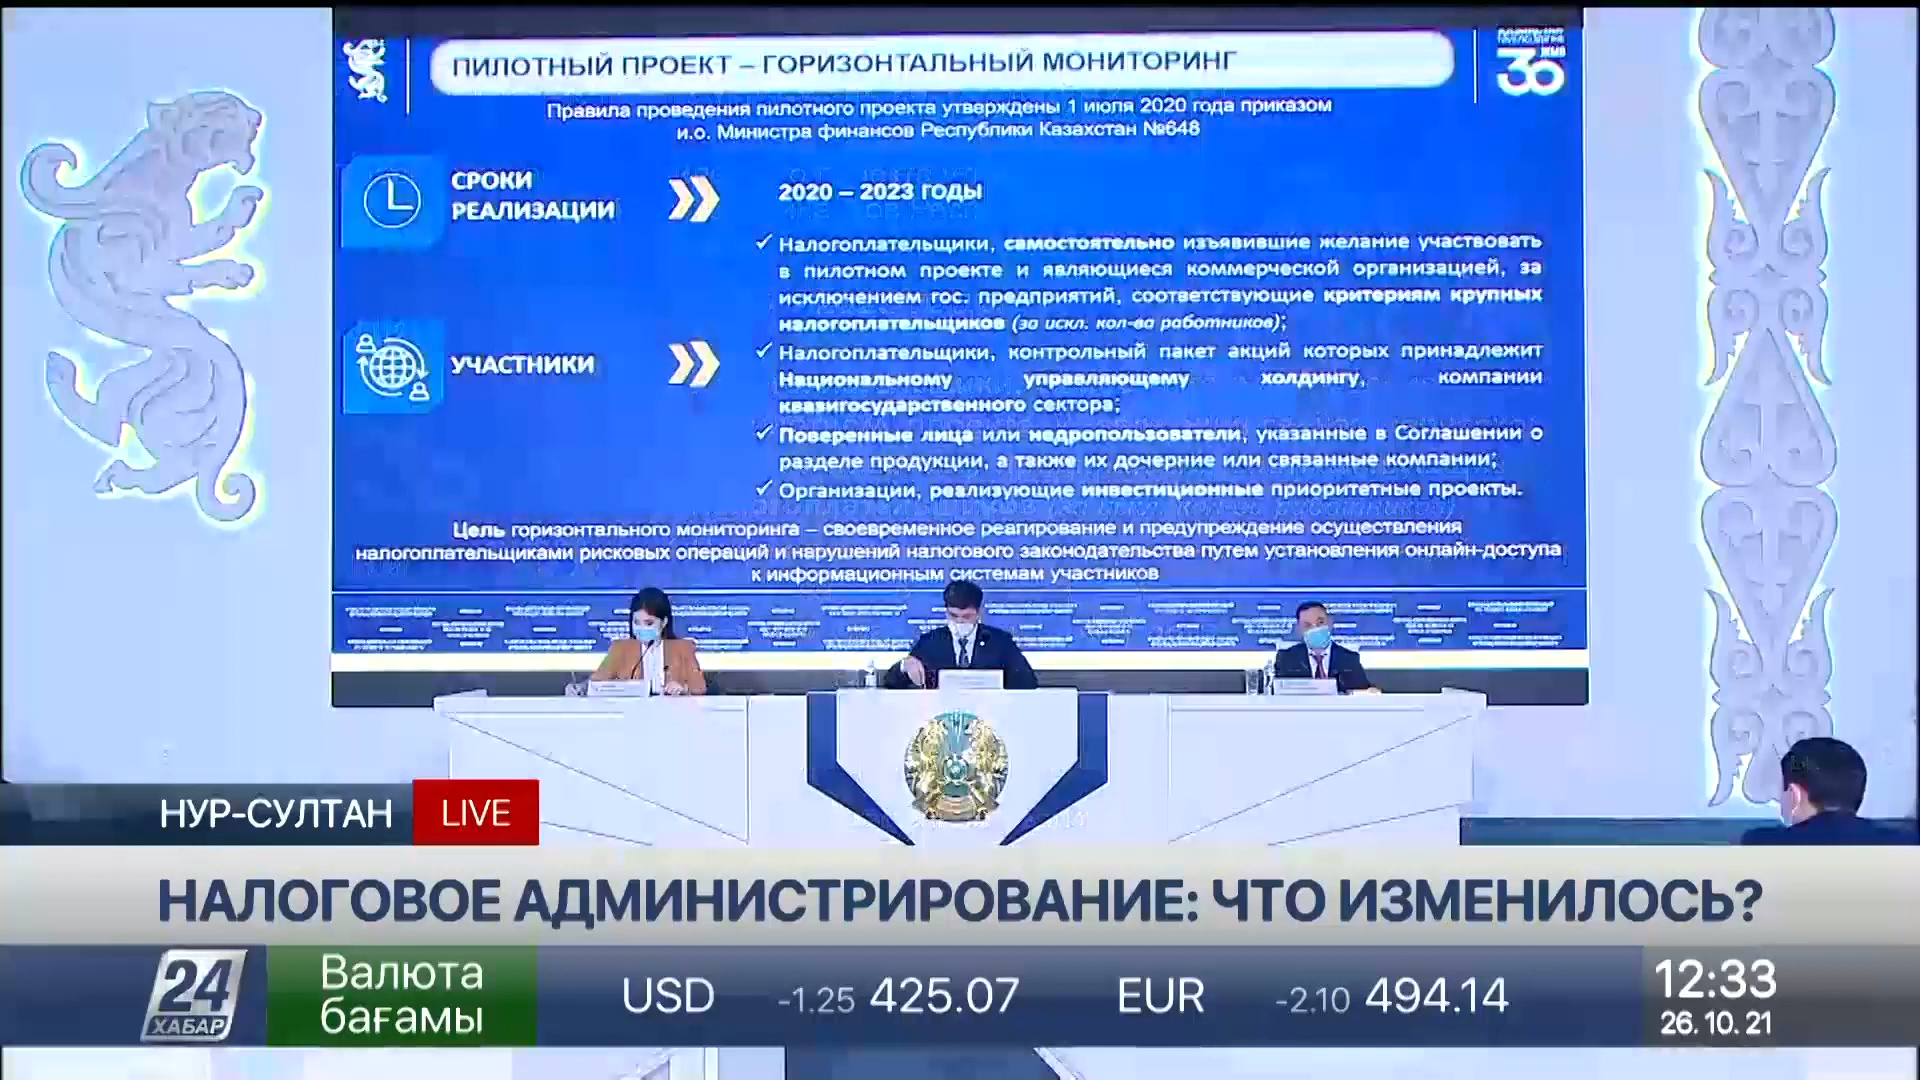 ПИЛОТНЫЙ ПРОЕКТ – ГОРИЗОНТАЛЬНЫЙ МОНИТОРИНГ
30
Правила проведения пилотного проекта утверждены 1 июля 2020 года приказом
и.о. Министра финансов Республики Казахстан №648
СРОКИ
РЕАЛИЗАЦИИ
2020 – 2023 ГОДЫ
✓ Налогоплательщики, самостоятельно изъявившие желание участвовать
в пилотном проекте и являющиеся коммерческой организацией, за
исключением гос. предприятий, соответствующие критериям крупных
налогоплательщиков (за искл. кол-ва работников);
УЧАСТНИКИ
✓ Налогоплательщики, контрольный пакет акций которых принадлежит
Национальному управляющему холдингу, компании
квазигосударственного сектора;
✓ Поверенные лица или недропользователи, указанные в Соглашении о
разделе продукции, а также их дочерние или связанные компании;
✓ Организации, реализующие инвестиционные приоритетные проекты.
Цель горизонтльного мониторинга – своевременное реагирование и предупреждение осуществления
налогоплательщиками рисковых операций и нарушений налогового законодательства путем установления онлайн-доступа
к информационным системам участников
НУР-СУЛТАН
LIVE
НАЛОГОВОЕ АДМИНИСТРИРОВАНИЕ: ЧТО ИЗМЕНИЛОСЬ?
24
ХАБАР
Валюта
бағамы
USD -1.25 425.07 EUR -2.10 494.14
12:33
26.10.21